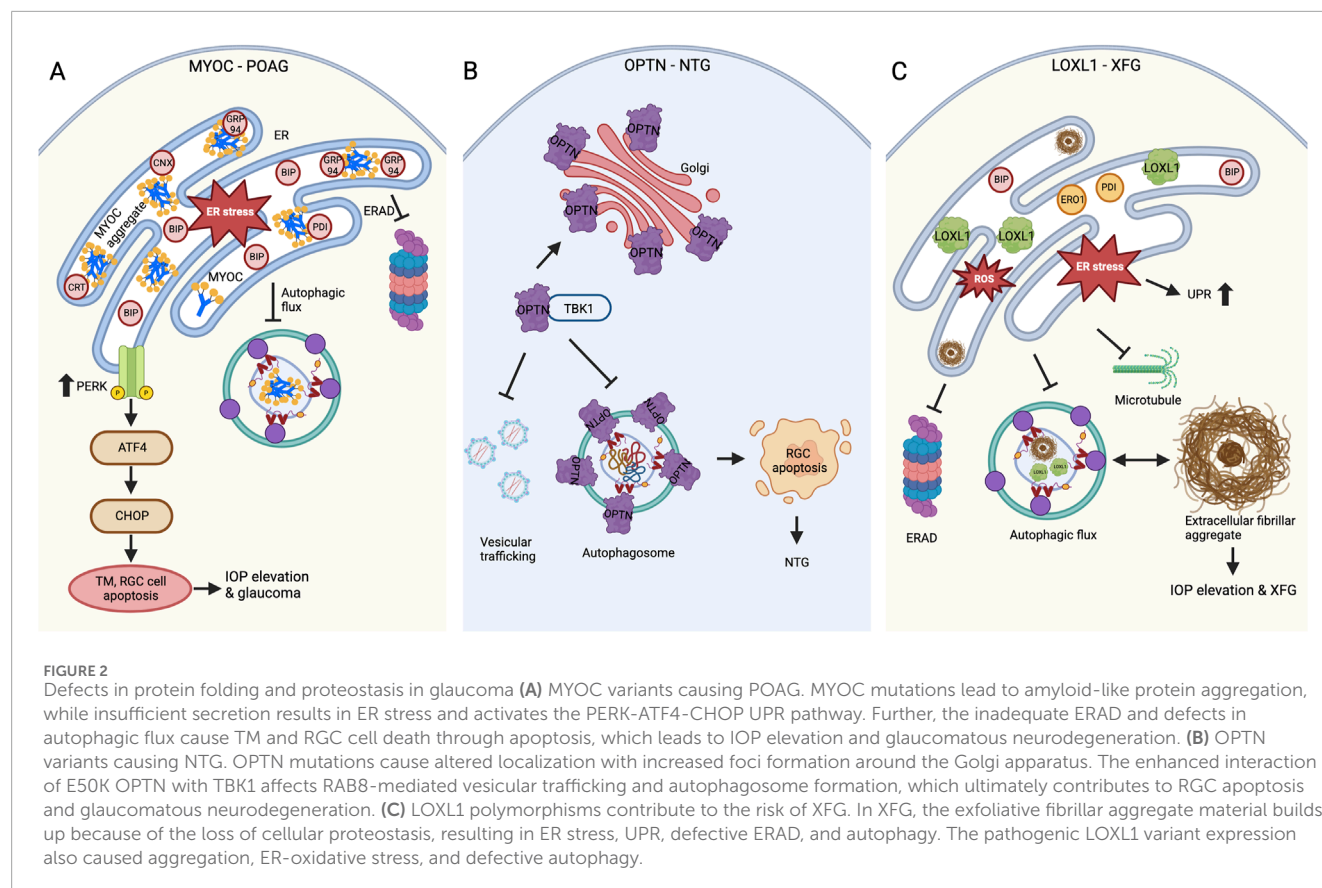 A
MYOC - POAG
GRP
94
ER
CNX
BIP
GRP
94
GRP
94
MYOC
aggregate
ER stress
ERAD
BIP
PDI
CRT
MYOC
BIP
BIP
Autophagic
flux
PERK
P
P
ATF4
CHOP
TM, RGC cell
apoptosis
IOP elevation
& glaucoma
B
OPTN - NTG
OPTN
OPTN
Golgi
OPTN
OPTN
OPTN
OPTN
TBK1
OPTN
OPTN
OPTN
OPTN
OPTN
RGC
apoptosis
Vesicular
trafficking
Autophagosome
NTG
C
LOXL1 - XFG
BIP
LOXL1
BIP
PDI
ERO1
LOXL1
LOXL1
ROS
ER stress
UPR
Microtubule
LOXL1
LOXL1
ERAD
Autophagic flux
Extracellular fibrillar
aggregate
IOP elevation & XFG
FIGURE 2
Defects in protein folding and proteostasis in glaucoma (A) MYOC variants causing POAG. MYOC mutations lead to amyloid-like protein aggregation,
while insufficient secretion results in ER stress and activates the PERK-ATF4-CHOP UPR pathway. Further, the inadequate ERAD and defects in
autophagic flux cause TM and RGC cell death through apoptosis, which leads to IOP elevation and glaucomatous neurodegeneration. (B) OPTN
variants causing NTG. OPTN mutations cause altered localization with increased foci formation around the Golgi apparatus. The enhanced interaction
of E50K OPTN with TBK1 affects RAB8-mediated vesicular trafficking and autophagosome formation, which ultimately contributes to RGC apoptosis
and glaucomatous neurodegeneration. (C) LOXL1 polymorphisms contribute to the risk of XFG. In XFG, the exfoliative fibrillar aggregate material builds
up because of the loss of cellular proteostasis, resulting in ER stress, UPR, defective ERAD, and autophagy. The pathogenic LOXL1 variant expression
also caused aggregation, ER-oxidative stress, and defective autophagy.